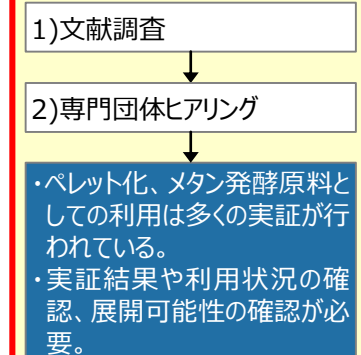 1)文献調査
2)専門団体ヒアリング
・ペレット化、メタン発酵原料と
しての利用は多くの実証が行
われている。
・実証結果や利用状況の確
認、展開可能性の確認が必
要。